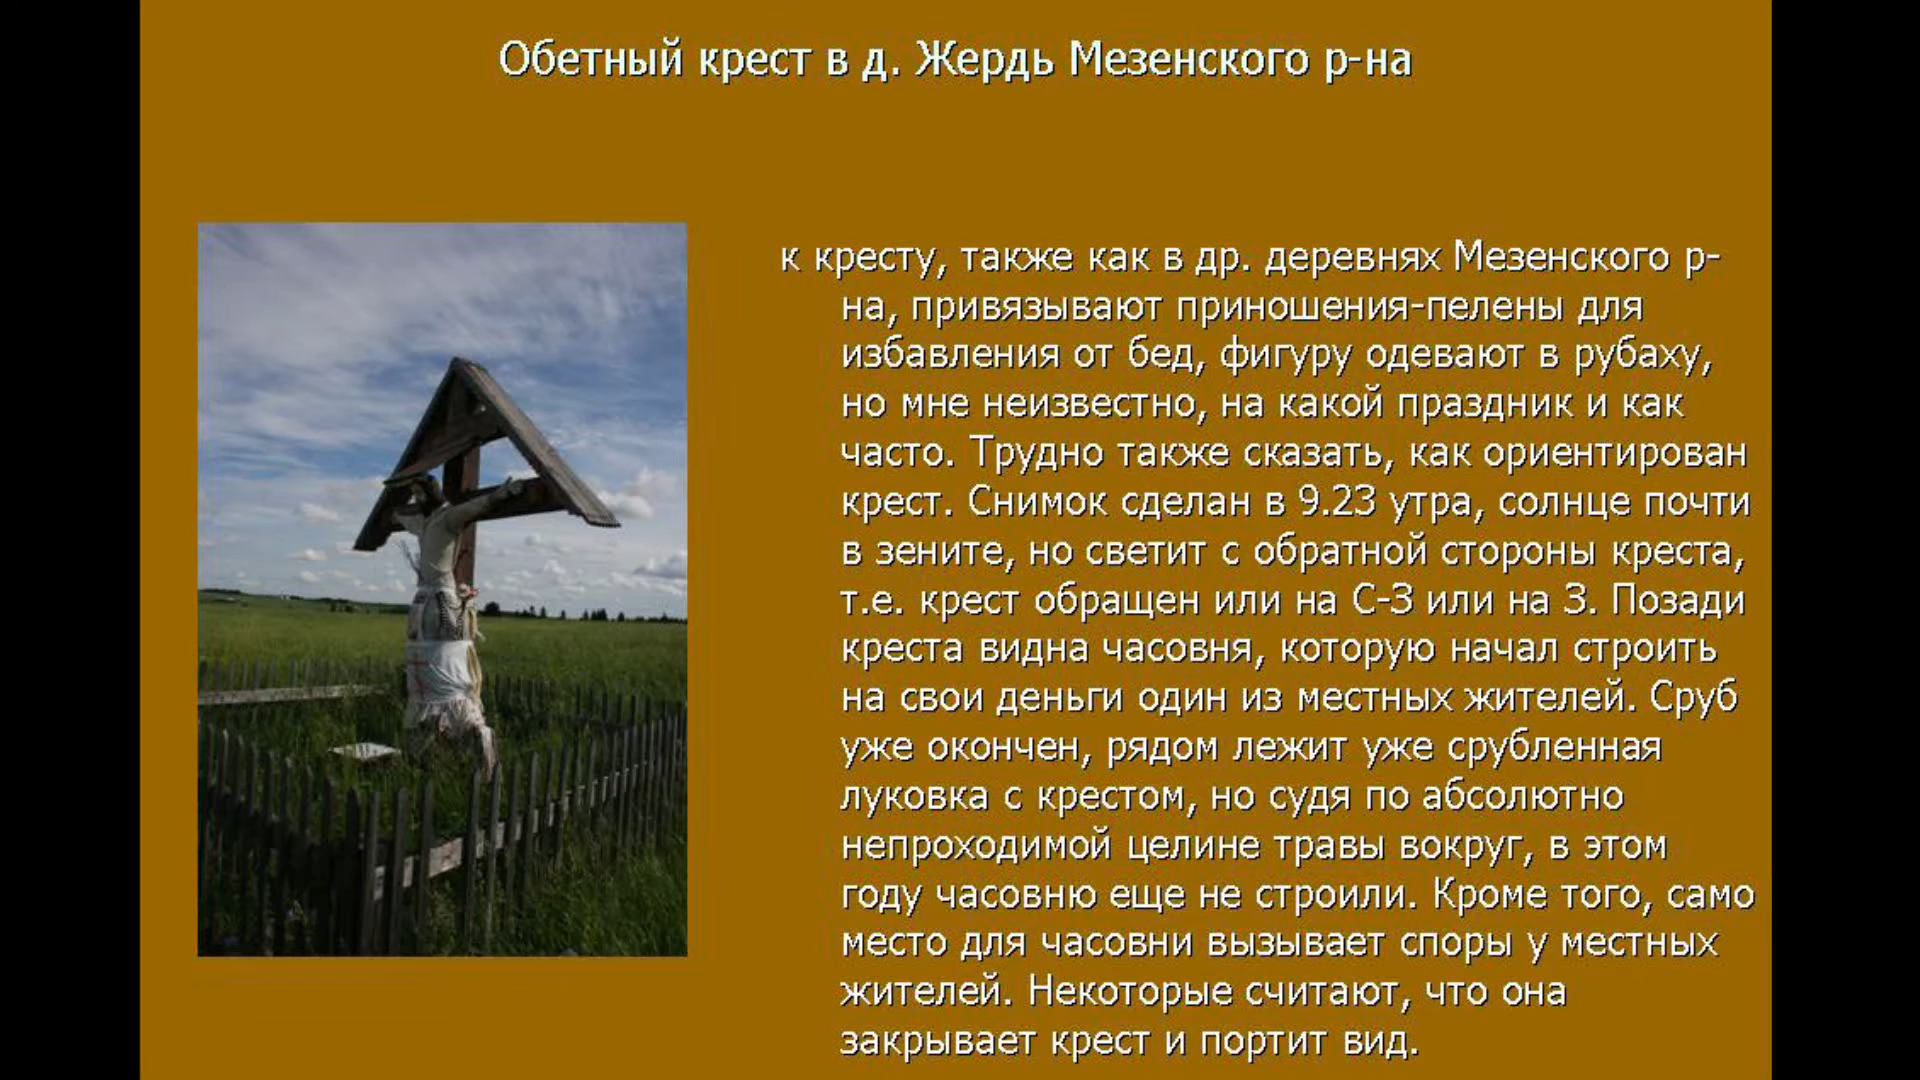 Обетный крест в д. Жердь Мезенского р-на
к кресту, также как в др. деревнях Мезенского р-
на, привязывают приношения-пелены для
избавления от бед, фигуру одевают в рубаху,
но мне неизвестно, на какой праздник и как
часто. Трудно также сказать, как ориентирован
крест. Снимок сделан в 9.23 утра, солнце почти
в зените, но светит с обратной стороны креста,
т.е. крест обращен или на С-З или на З. Позади
креста видна часовня, которую начал строить
на свои деньги один из местных жителей. Сруб
уже окончен, рядом лежит уже срубленная
луковка с крестом, но судя по абсолютно
непроходимой целине травы вокруг, в этом
году часовню еще не строили. Кроме того, само
место для часовни вызывает споры у местных
жителей. Некоторые считают, что она
закрывает крест и портит вид.